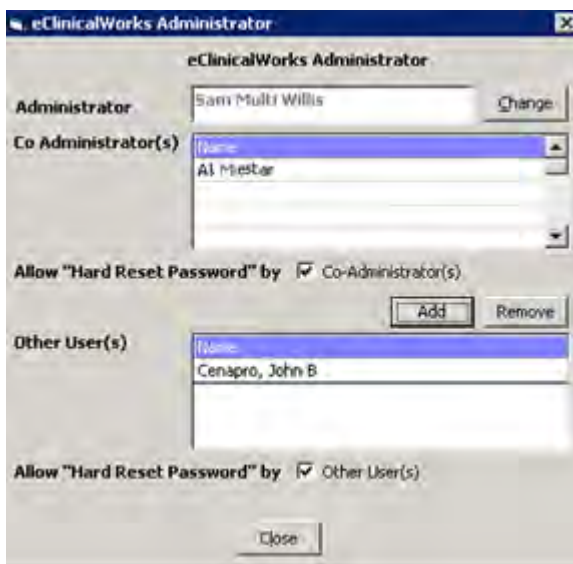 eClinicalWorks Administrator
eClinicalWorks Administrator
Administrator Sam Multi Willis Change
Co Administrator(s) Name
Al Miestar
Allow "Hard Reset Password" by Co-Administrator(s)
Add Remove
Other User(s) Name
Cenapro, John B
Allow "Hard Reset Password" by Other User(s)
Close